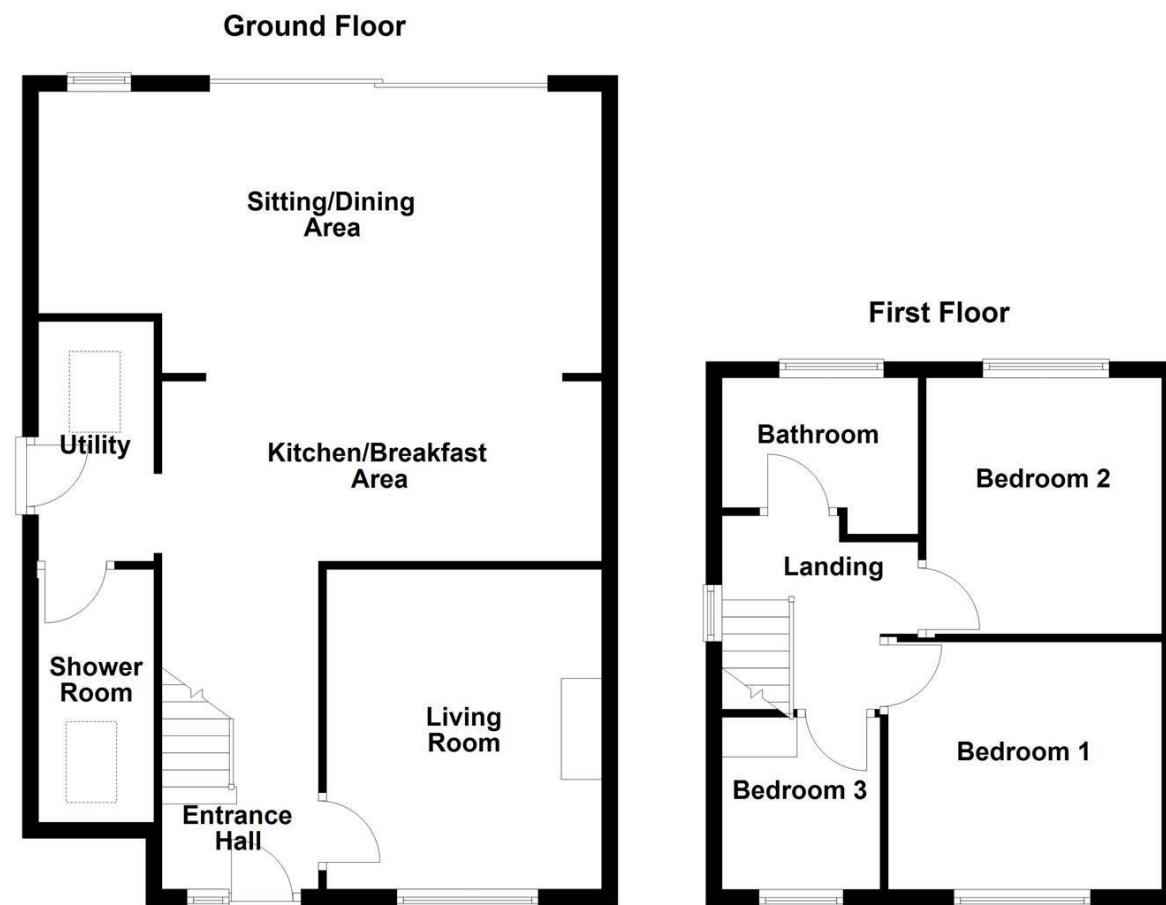 Ground Floor
Sitting/Dining
Area
Utility
Kitchen/Breakfast
Area
Shower
Room
Living
Room
Entrance
Hall
First Floor
Bathroom
Bedroom 2
Landing
Bedroom 1
Bedroom 3